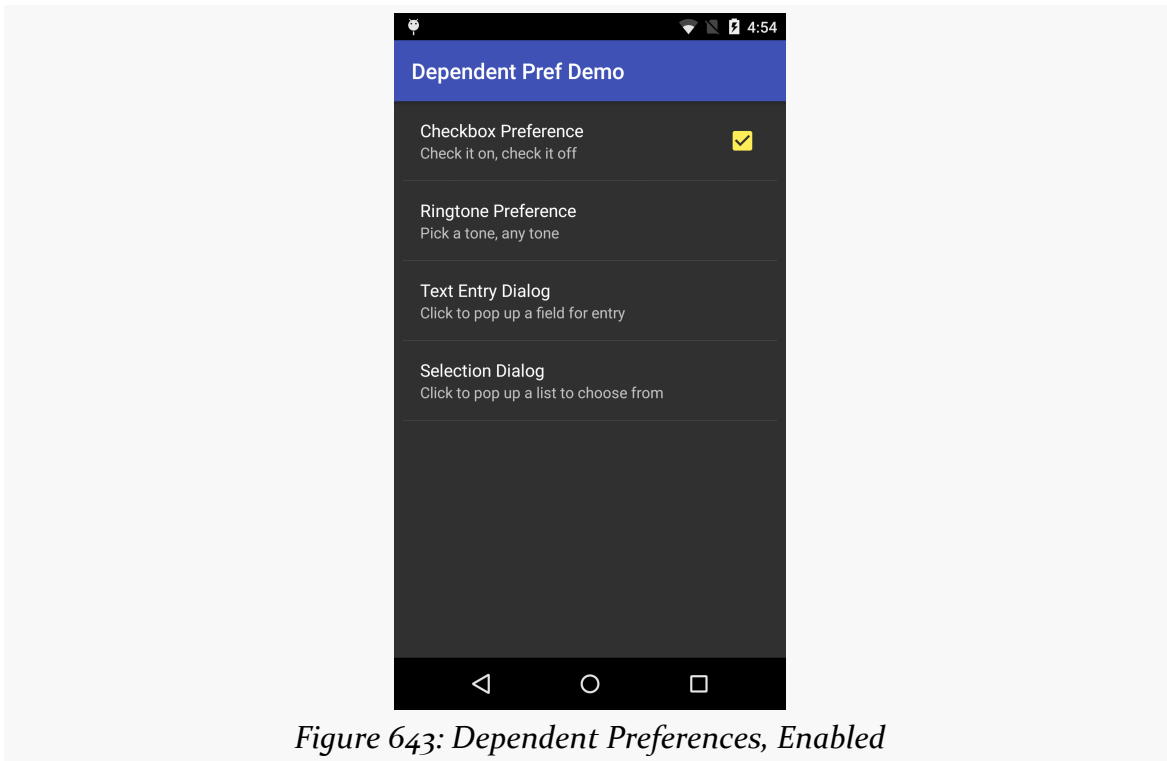 4:54
Dependent Pref Demo
Checkbox Preference
Check it on, check it off
Ringtone Preference
Pick a tone, any tone
Text Entry Dialog
Click to pop up a field for entry
Selection Dialog
Click to pop up a list to choose from
Figure 643: Dependent Preferences, Enabled